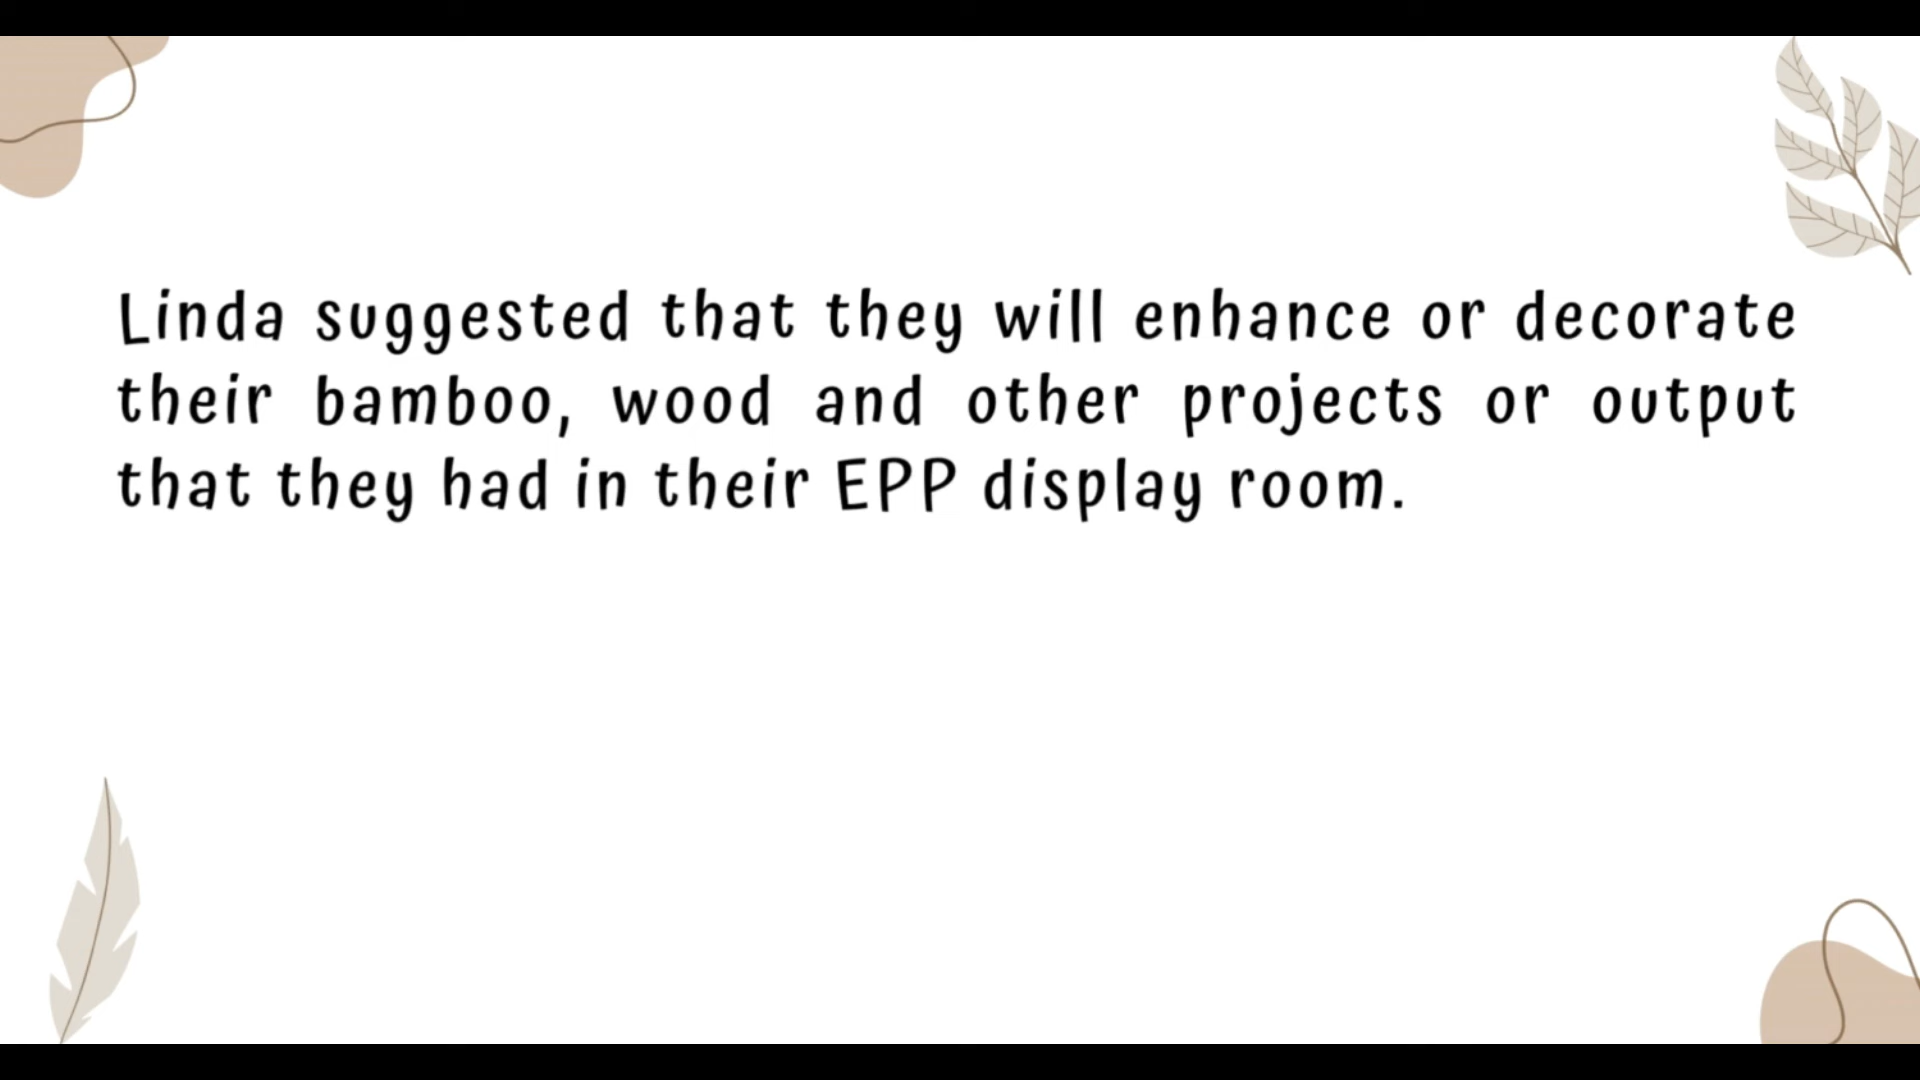 Linda suggested that they will enhance or decorate
their bamboo, wood and other projects or output
that they had in their EPP display room.